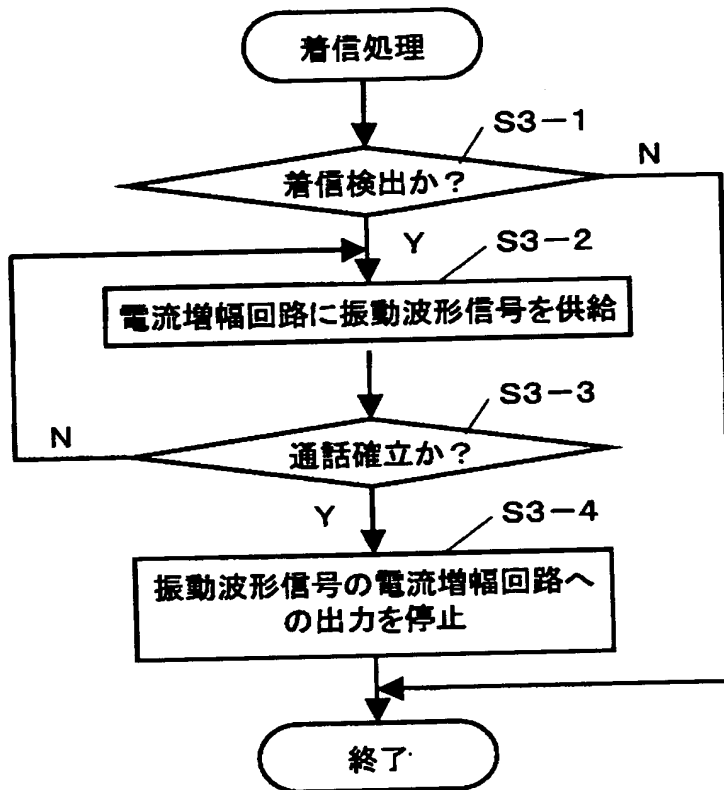 着信処理
S3-1
N
着信検出か?
Y
S3-2
電流増幅回路に振動波形信号を供給
S3-3
N
通話確立か?
Y
S3-4
振動波形信号の電流増幅回路へ
の出力を停止
終了